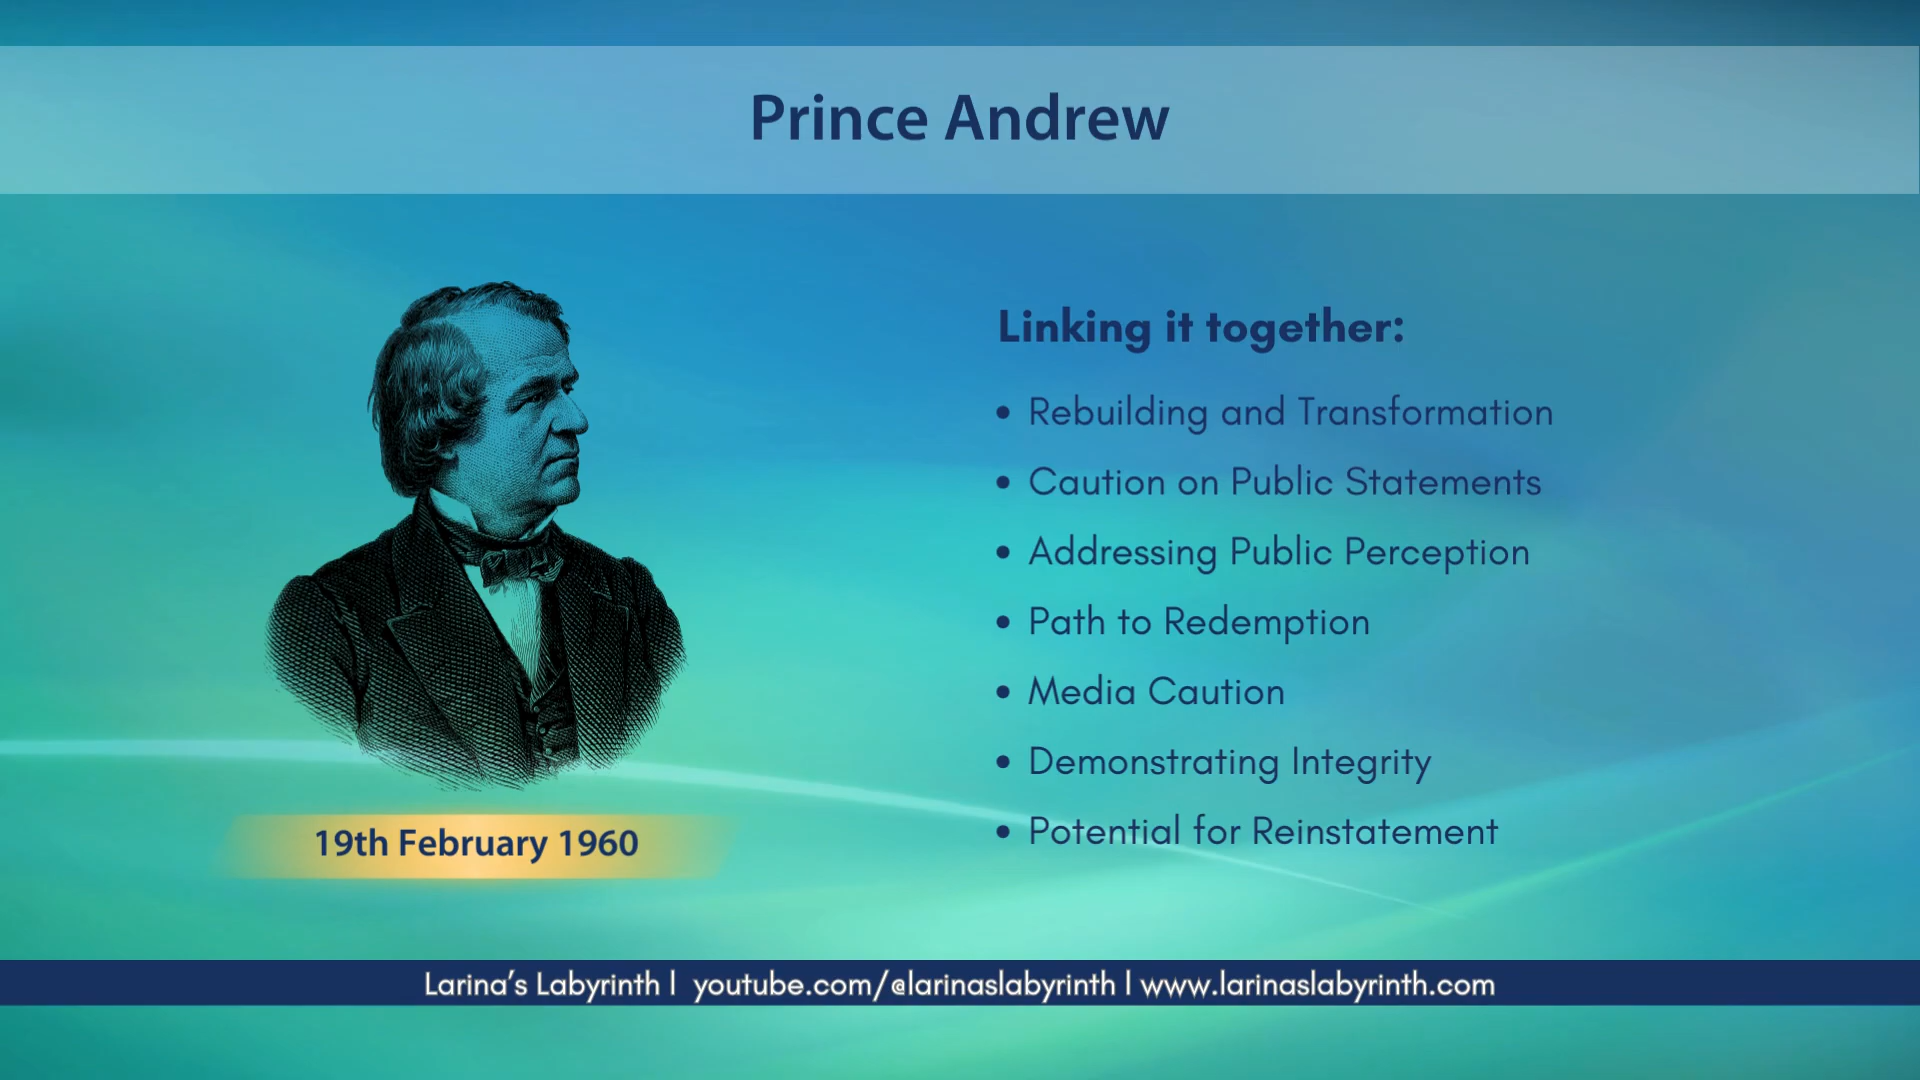 Prince Andrew
Linking it together:
• Rebuilding and Transformation
• Caution on Public Statements
• Addressing Public Perception
• Path to Redemption
• Media Caution
• Demonstrating Integrity
• Potential for Reinstatement
19th February 1960
Larina’s Labyrinth | youtube.com/@larinaslabyrinth | www.larinaslabyrinth.com